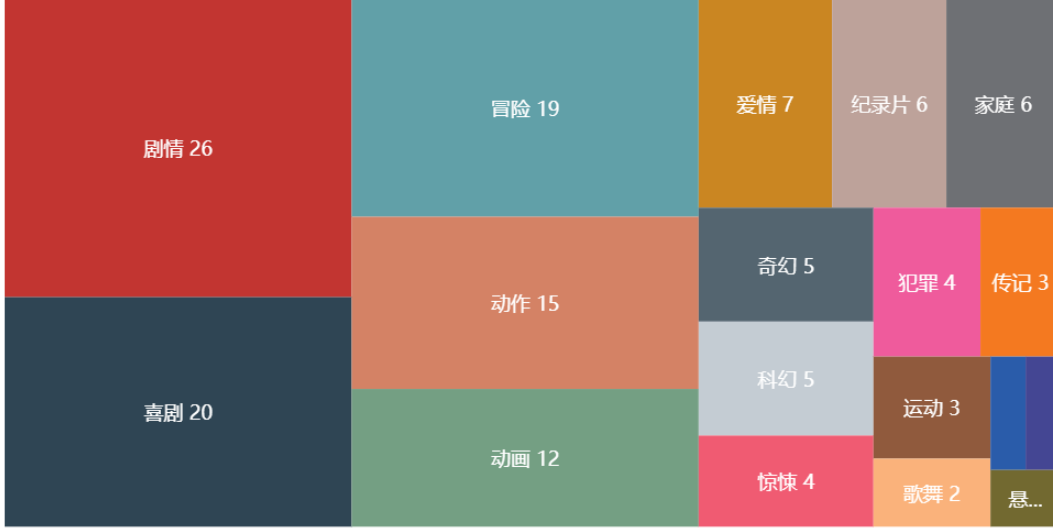 剧情 26
喜剧 20
冒险 19
动作 15
动画 12
爱情 7
纪录片 6
家庭 6
奇幻 5
科幻 5
惊悚 4
犯罪 4
传记 3
运动 3
歌舞 2
悬...